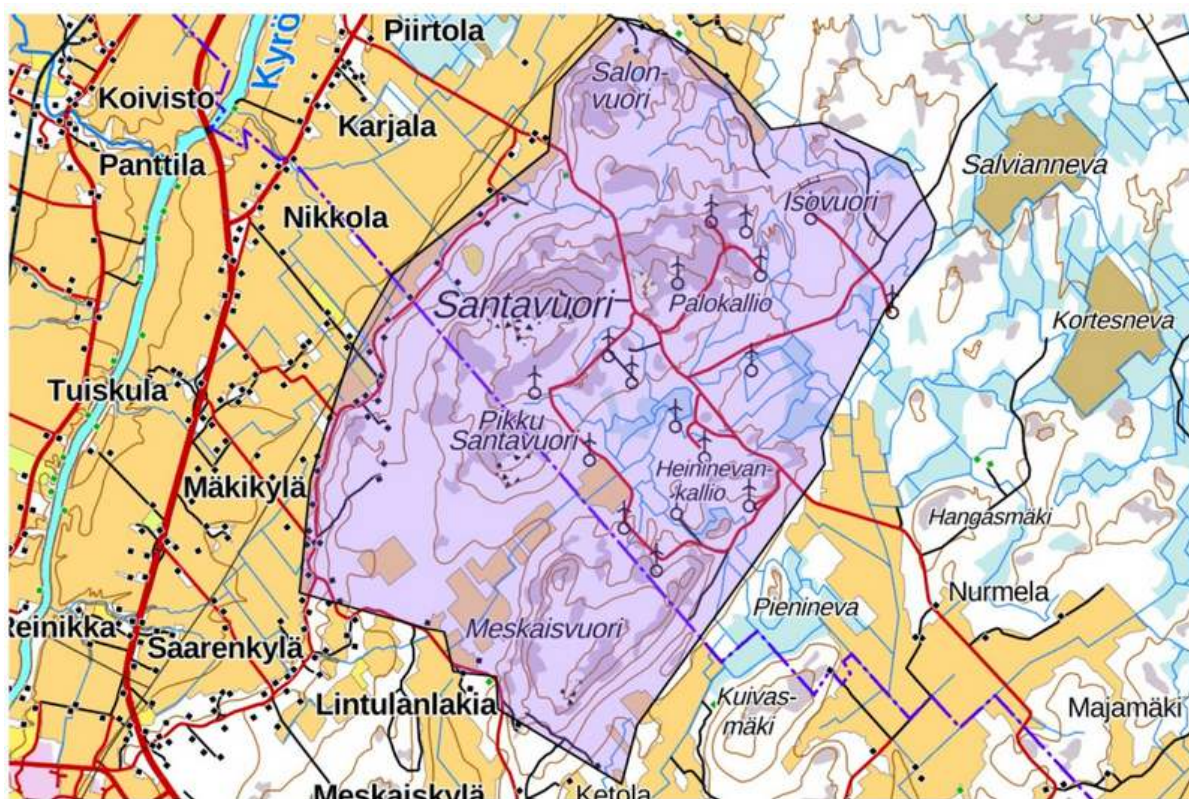 Piirtola
Kyrö
Koivisto
Salon-
vuori
Karjala
Panttila
Salvianneva
Isovuori
Nikkola
Santavuori
Palokallio
Kortesneva
Tuiskula
Pikku
Santavuori
Mäkikylä
Heininevan-
kallio
Hangasmäki
Nurmela
Pienineva
Reinikka
Saarenkylä
Meskaisvuori
Lintulanlakia
Kuivas-
mäki
Majamäki
Meskaiskylä
Ketola